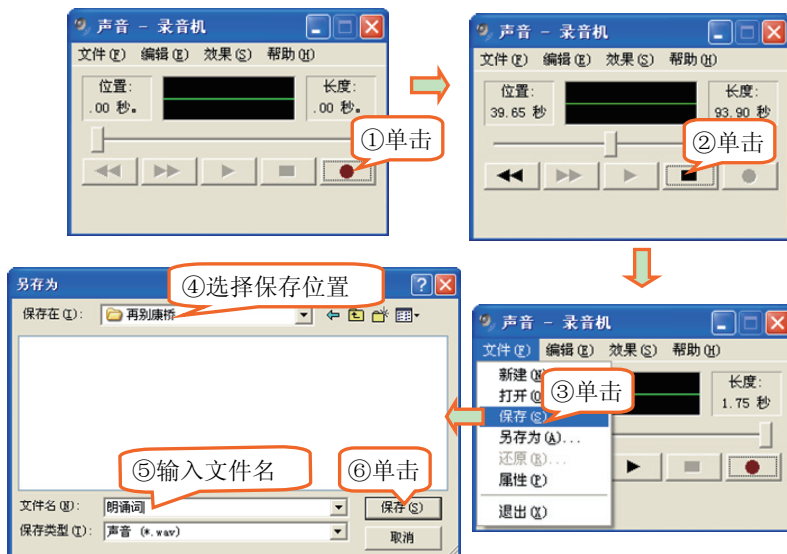 声音 - 录音机
文件(F) 编辑(E) 效果(S) 帮助(H)
位置:
.00 秒。
长度:
.00 秒。
①单击
声音 - 录音机
文件(F) 编辑(E) 效果(S) 帮助(H)
位置:
39.65 秒
长度:
93.90 秒
②单击
声音 - 录音机
文件(F) 编辑(E) 效果(S) 帮助(H)
新建(N)
打开(O)
③单击
保存(S)
另存为(A)...
还原(R)...
属性(P)
退出(X)
长度:
1.75 秒
另存为
④选择保存位置
保存在(I): 再别康桥
⑤输入文件名
⑥单击
文件名(N): 朗诵词 保存(S)
保存类型(T): 声音 (*.wav) 取消